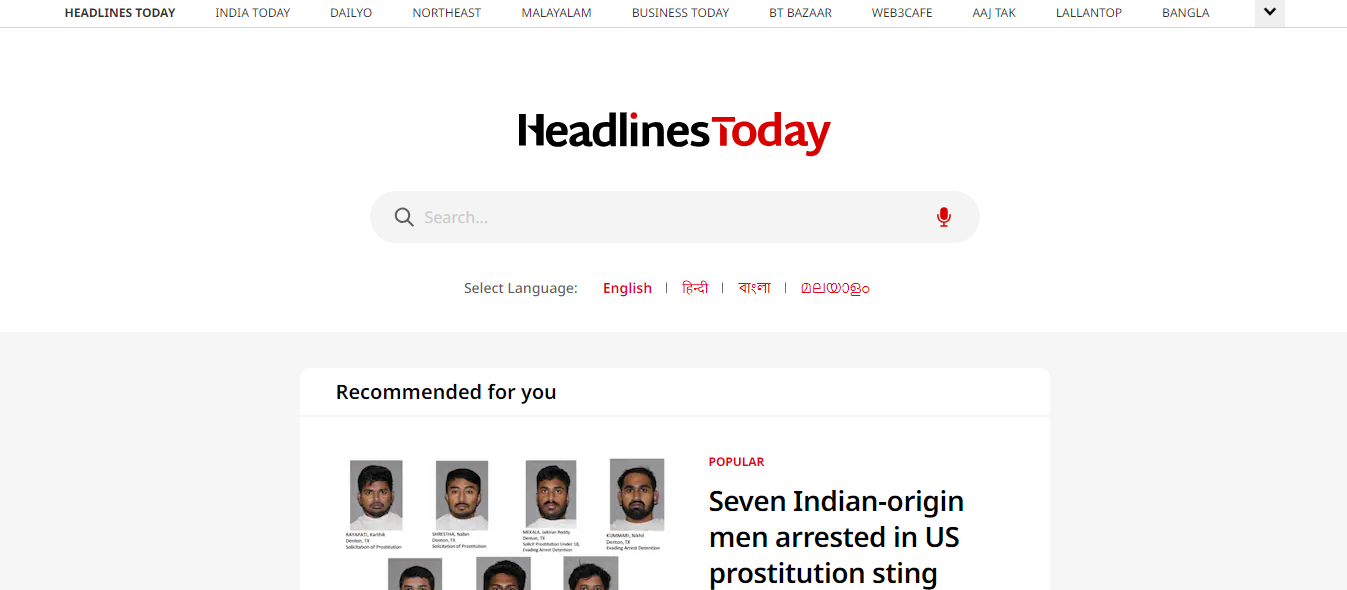 HEADLINES TODAY INDIA TODAY DAILYO NORTHEAST MALAYALAM BUSINESS TODAY BT BAZAAR WEB3CAFE AAJ TAK LALLANTOP BANGLA
HeadlinesToday
Search...
Select Language: English | हिन्दी | বাংলা | മലയാളം
Recommended for you
POPULAR
Seven Indian-origin
men arrested in US
prostitution sting
RAYAPATI, Karthik
Denton, TX
Solicitation of Prostitution
SHRESTHA, Nabin
Denton, TX
Solicitation of Prostitution
MEKALA, Jaikiran Reddy
Denton, TX
Solicit Prostitution Under 18,
Evading Arrest Detention
KUMMARI, Nikhil
Denton, TX
Evading Arrest Detention